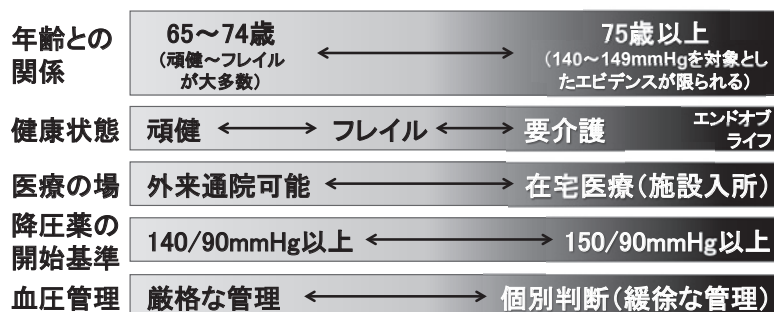 年齢との
関係
65～74歳
(頑健～フレイル
が大多数)
75歳以上
(140～149mmHgを対象とし
たエビデンスが限られる)
健康状態
頑健
フレイル
要介護
エンドオブ
ライフ
医療の場
外来通院可能
在宅医療(施設入所)
降圧薬の
開始基準
140/90mmHg以上
150/90mmHg以上
血圧管理
厳格な管理
個別判断(緩徐な管理)